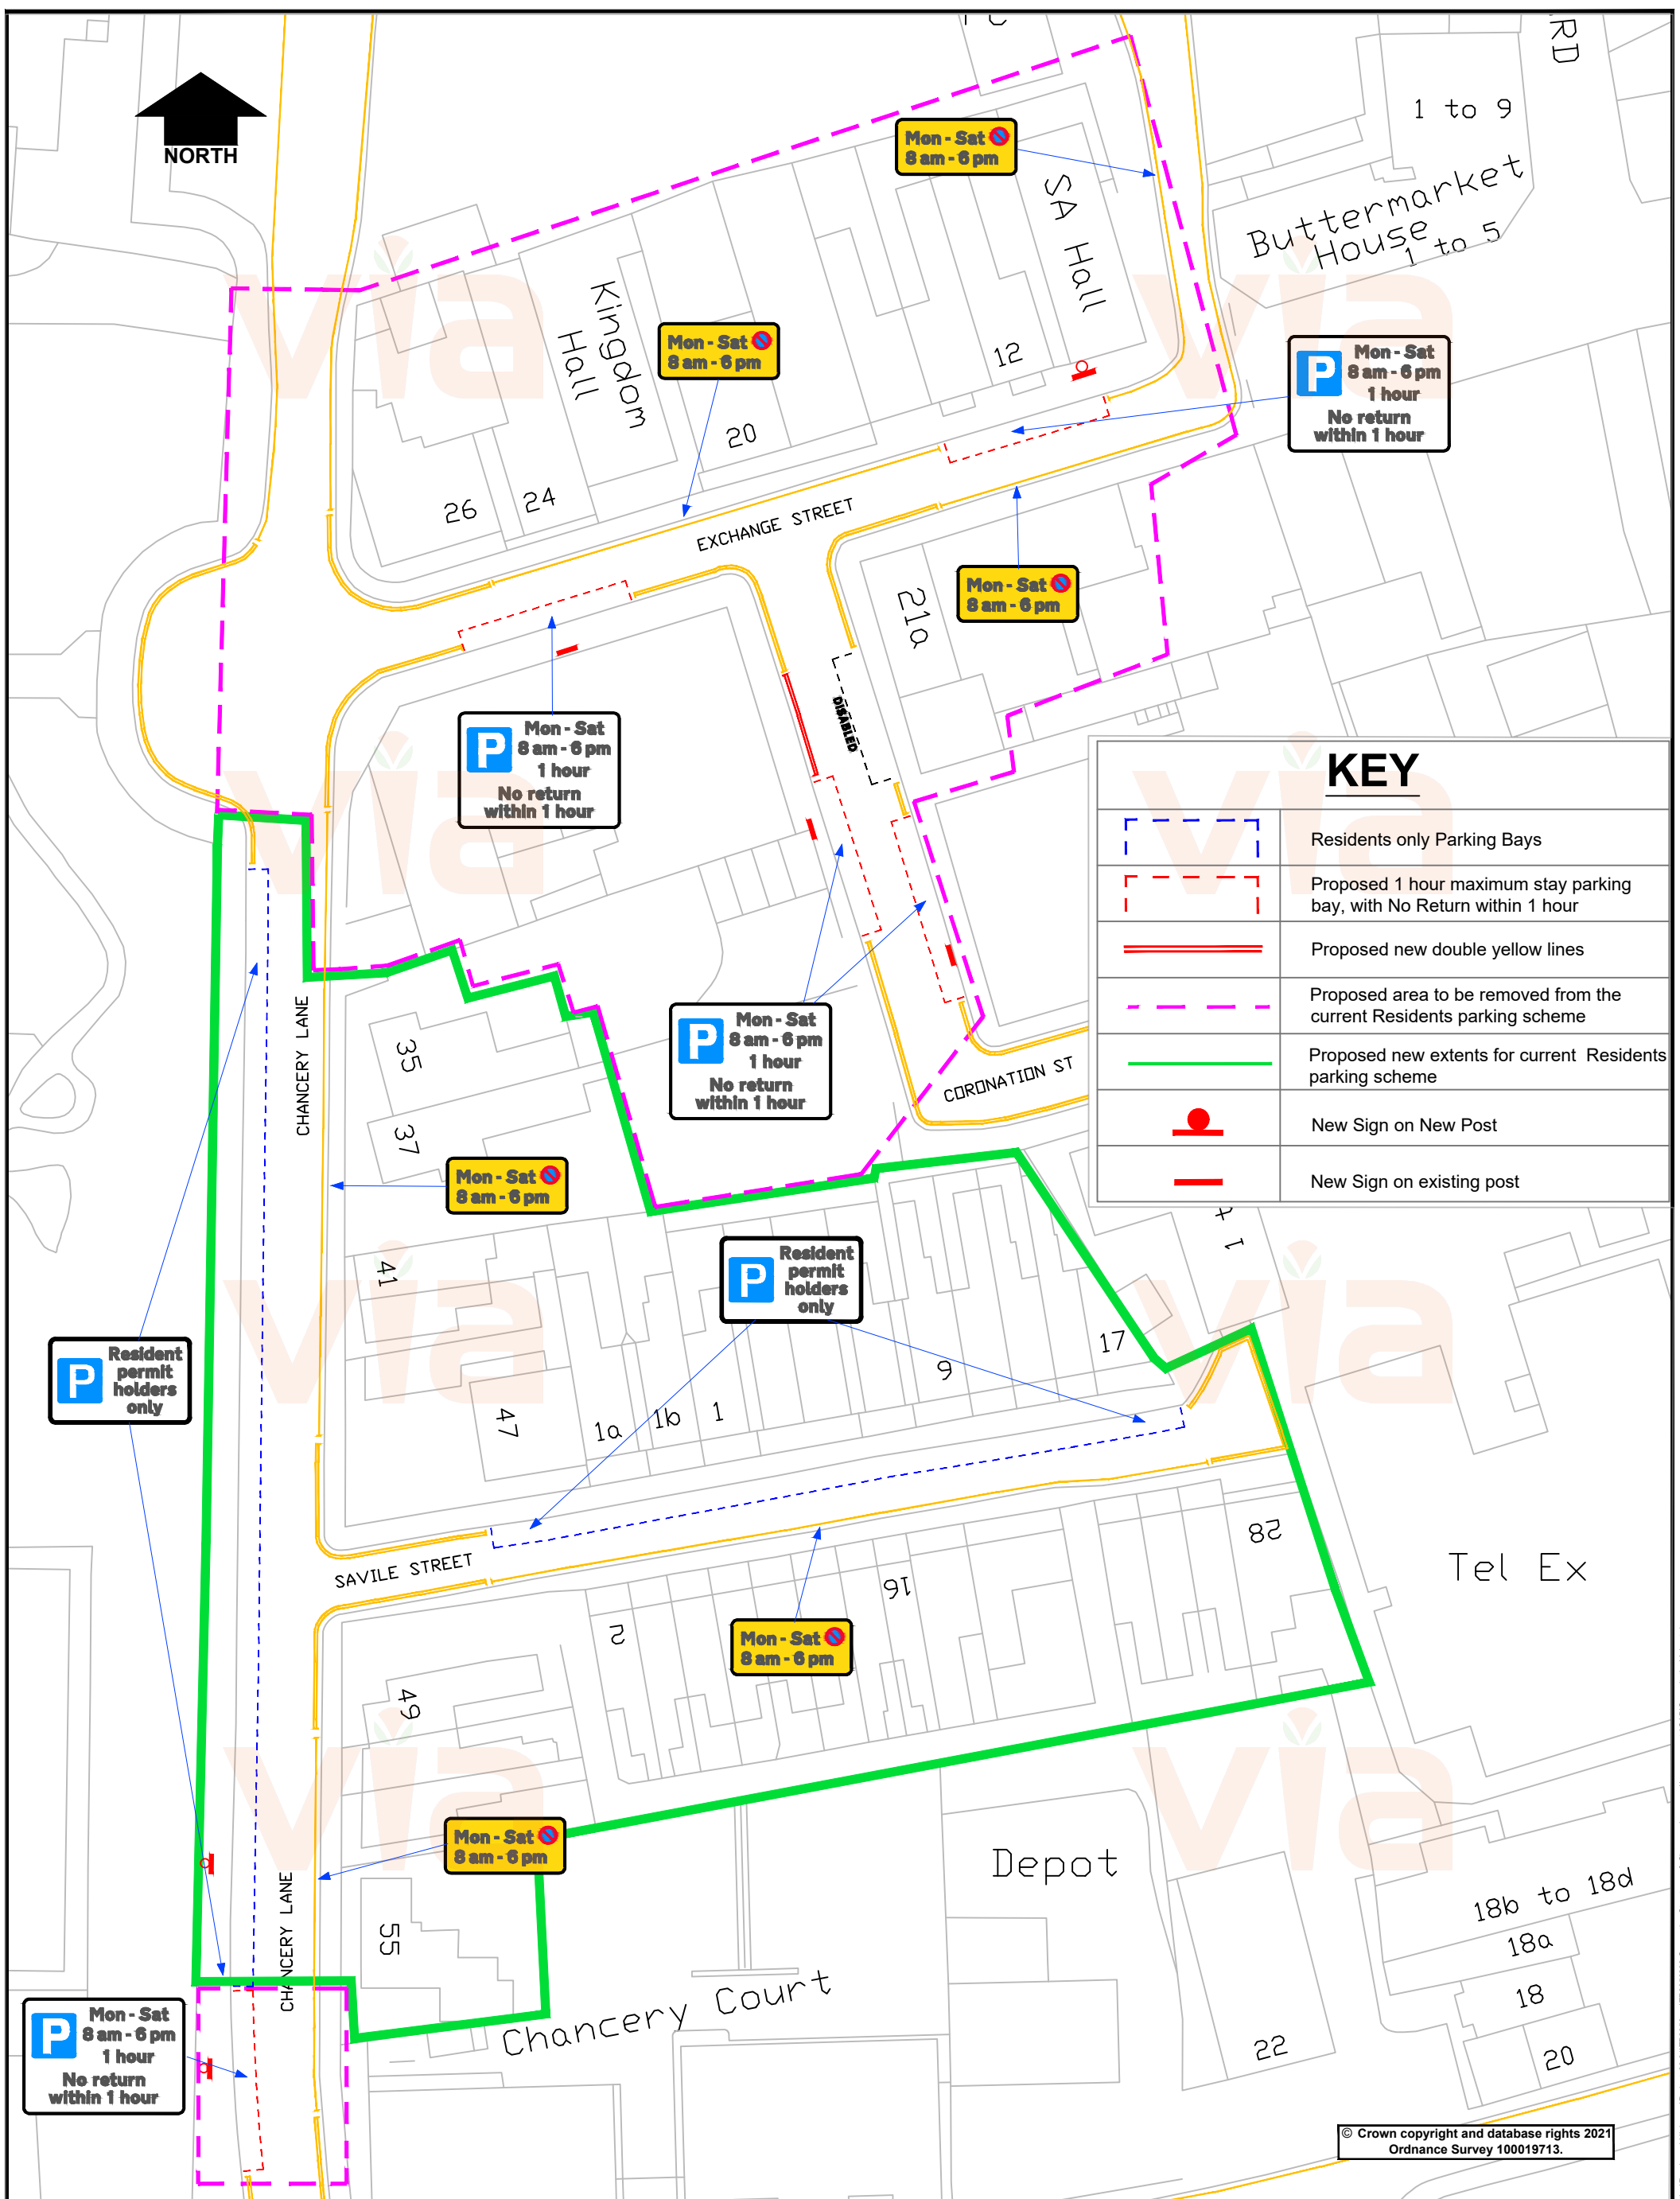 RD
1 to 9
NORTH
Mon - Sat
8 am - 6 pm
SA Hall
Buttermarket
House
1 to 5
Kingdom
Hall
Mon - Sat
8 am - 6 pm
12
P
Mon - Sat
8 am - 6 pm
1 hour
No return
within 1 hour
20
24
26
EXCHANGE STREET
Mon - Sat
8 am - 6 pm
21a
DISABLED
P
Mon - Sat
8 am - 6 pm
1 hour
No return
within 1 hour
KEY
Residents only Parking Bays
Proposed 1 hour maximum stay parking
bay, with No Return within 1 hour
Proposed new double yellow lines
Proposed area to be removed from the
current Residents parking scheme
Proposed new extents for current Residents
parking scheme
New Sign on New Post
New Sign on existing post
CHANCERY LANE
35
P
Mon - Sat
8 am - 6 pm
1 hour
No return
within 1 hour
CORONATION ST
37
Mon - Sat
8 am - 6 pm
41
P
Resident
permit
holders
only
P
Resident
permit
holders
only
17
9
47
1a
1b
1
SAVILE STREET
28
Tel Ex
16
2
Mon - Sat
8 am - 6 pm
49
Mon - Sat
8 am - 6 pm
Depot
CHANCERY LANE
55
18b to 18d
18a
18
20
22
Chancery Court
P
Mon - Sat
8 am - 6 pm
1 hour
No return
within 1 hour
© Crown copyright and database rights 2021
Ordnance Survey 100019713.
via
via
via
via
via
via
via
via